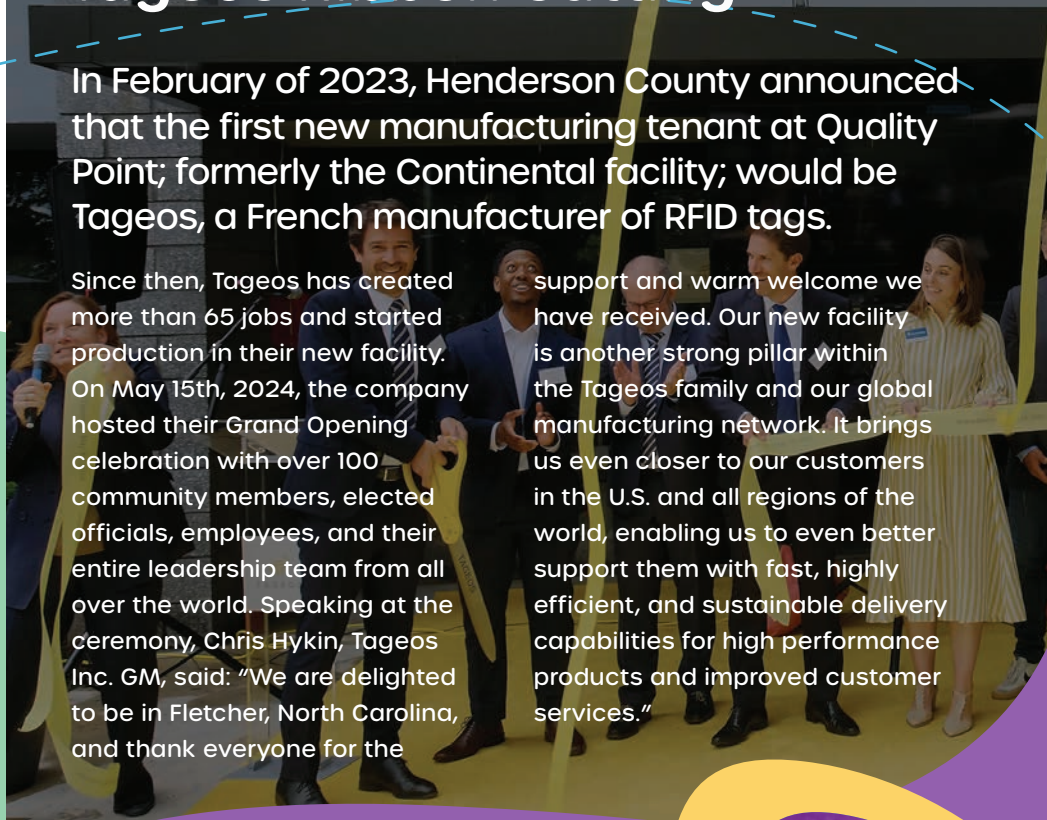 Tageos Ribbon Cutting
In February of 2023, Henderson County announced
that the first new manufacturing tenant at Quality
Point; formerly the Continental facility; would be
Tageos, a French manufacturer of RFID tags.
Since then, Tageos has created
more than 65 jobs and started
production in their new facility.
On May 15th, 2024, the company
hosted their Grand Opening
celebration with over 100
community members, elected
officials, employees, and their
entire leadership team from all
over the world. Speaking at the
ceremony, Chris Hykin, Tageos
Inc. GM, said: “We are delighted
to be in Fletcher, North Carolina,
and thank everyone for the
support and warm welcome we
have received. Our new facility
is another strong pillar within
the Tageos family and our global
manufacturing network. It brings
us even closer to our customers
in the U.S. and all regions of the
world, enabling us to even better
support them with fast, highly
efficient, and sustainable delivery
capabilities for high performance
products and improved customer
services.”
TAGEOS